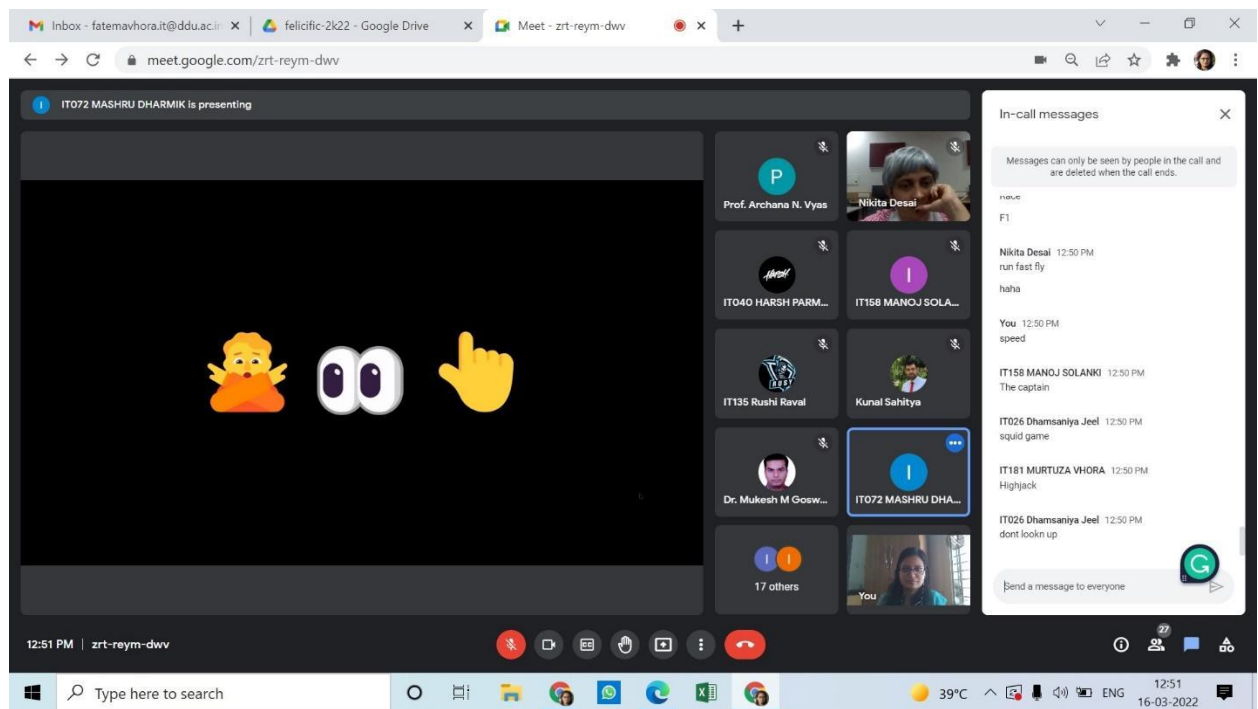 Inbox - fatemavhora.it@ddu.ac.in
felicific-2k22 - Google Drive
Meet - zrt-reym-dwv
meet.google.com/zrt-reym-dwv
I IT072 MASHRU DHARMIK is presenting
P
Prof. Archana N. Vyas
Nikita Desai
HARSH
IT040 HARSH PARM...
I
IT158 MANOJ SOLA...
RUSY
IT135 Rushi Raval
Kunal Sahitya
Dr. Mukesh M Gosw...
I
IT072 MASHRU DHA...
I I
17 others
You
In-call messages
Messages can only be seen by people in the call and
are deleted when the call ends.
F1
Nikita Desai 12:50 PM
run fast fly
haha
You 12:50 PM
speed
IT158 MANOJ SOLANKI 12:50 PM
The captain
IT026 Dhamsaniya Jeel 12:50 PM
squid game
IT181 MURTUZA VHORA 12:50 PM
Highjack
IT026 Dhamsaniya Jeel 12:50 PM
dont lookn up
Send a message to everyone
G
12:51 PM | zrt-reym-dwv
CC
27
Type here to search
39°C
ENG
12:51
16-03-2022